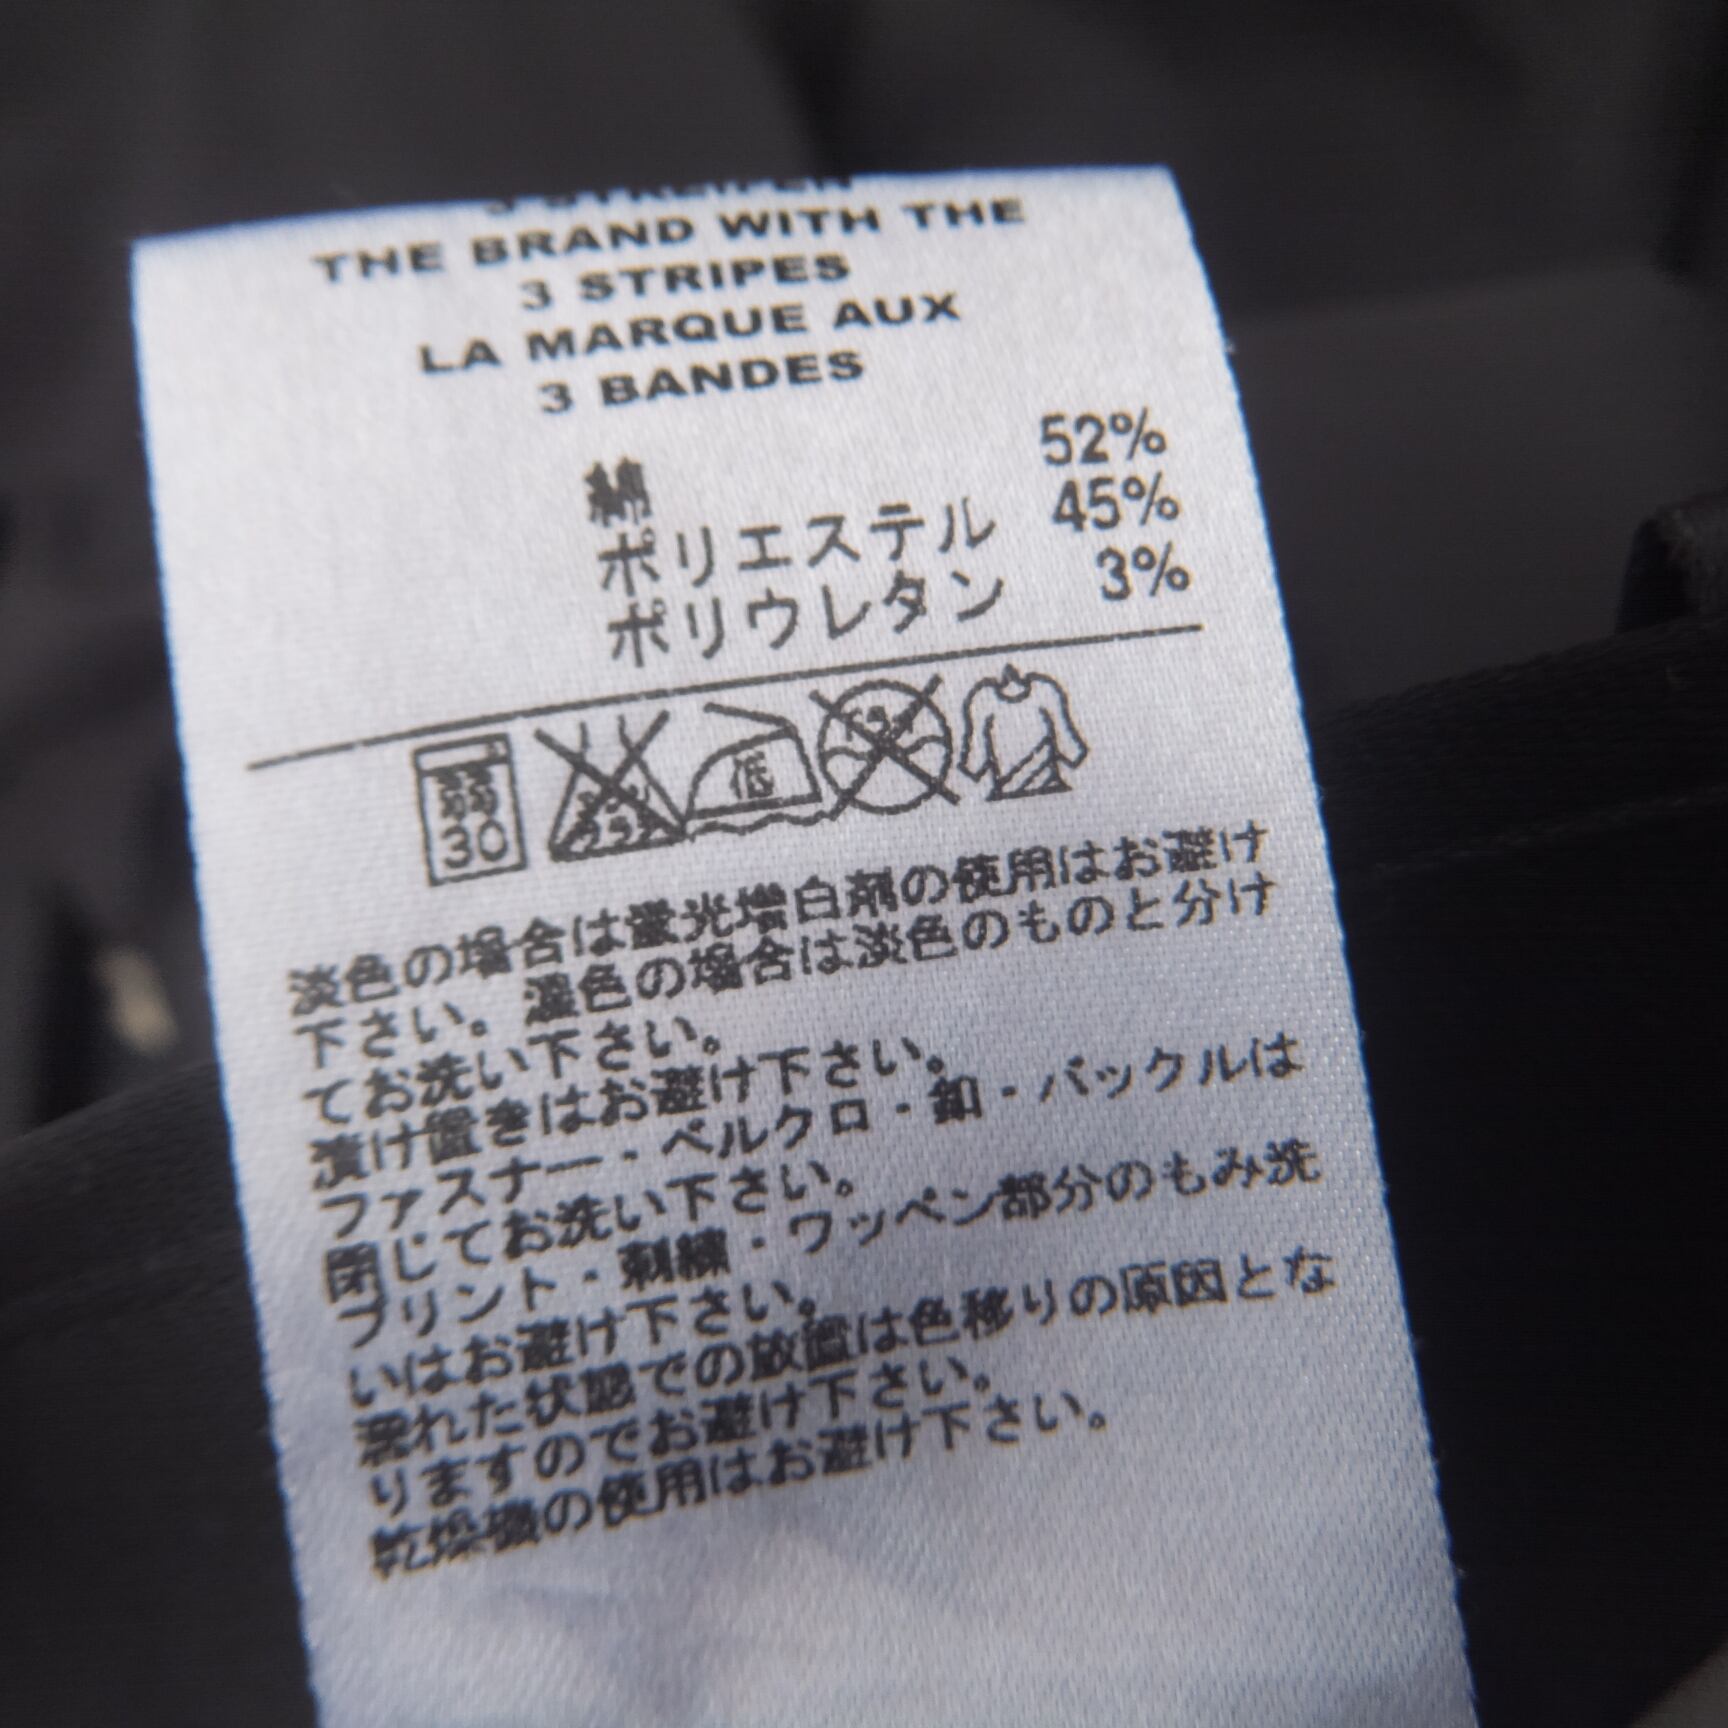 3 STREIFEN
THE BRAND WITH THE
3 STRIPES
LA MARQUE AUX
3 BANDES
綿 52%
ポリエステル 45%
ポリウレタン 3%
弱
30
低
淡色の場合は蛍光増白剤の使用はお避け
下さい。濃色の場合は淡色のものと分け
てお洗い下さい。
漬け置きはお避け下さい。
ファスナー・ベルクロ・釦・バックルは
閉じてお洗い下さい。
プリント・刺繍・ワッペン部分のもみ洗
いはお避け下さい。
濡れた状態での放置は色移りの原因とな
りますのでお避け下さい。
乾燥機の使用はお避け下さい。